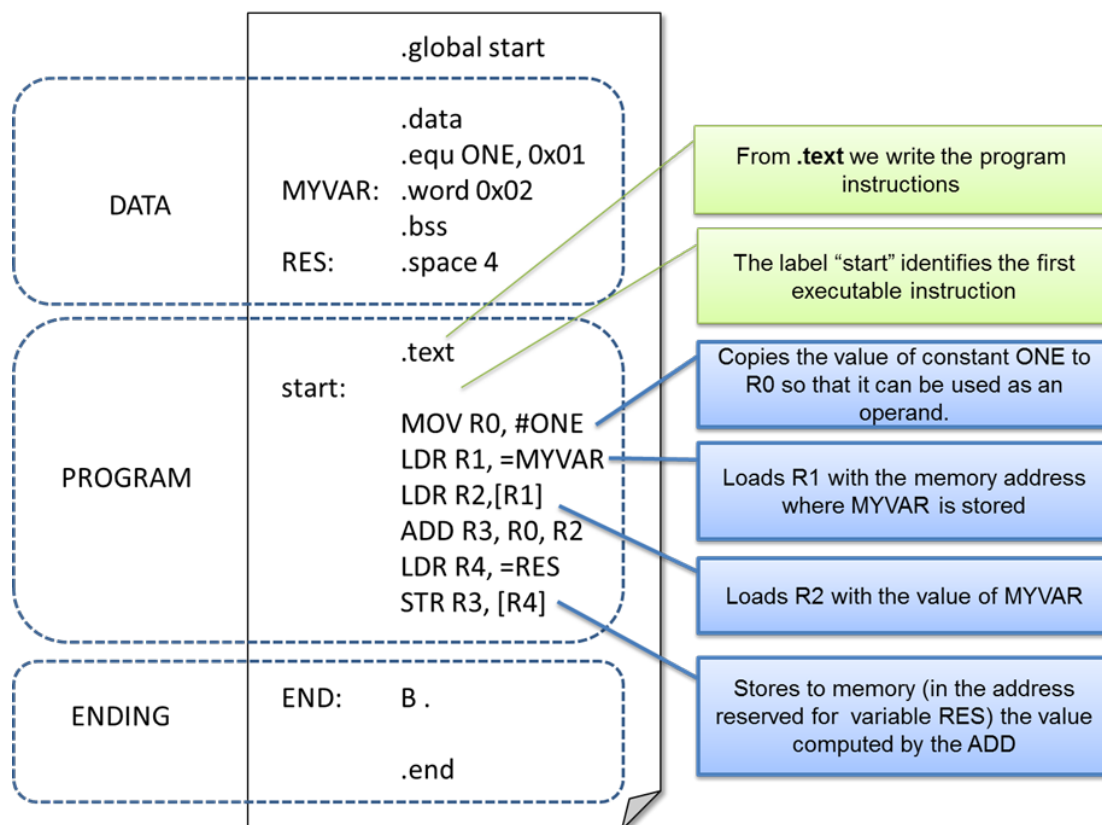 .global start
DATA
.data
.equ ONE, 0x01
MYVAR: .word 0x02
.bss
RES: .space 4
PROGRAM
.text
start:
MOV R0, #ONE
LDR R1, =MYVAR
LDR R2,[R1]
ADD R3, R0, R2
LDR R4, =RES
STR R3, [R4]
ENDING
END: B .
.end
From .text we write the program
instructions
The label “start” identifies the first
executable instruction
Copies the value of constant ONE to
R0 so that it can be used as an
operand.
Loads R1 with the memory address
where MYVAR is stored
Loads R2 with the value of MYVAR
Stores to memory (in the address
reserved for variable RES) the value
computed by the ADD